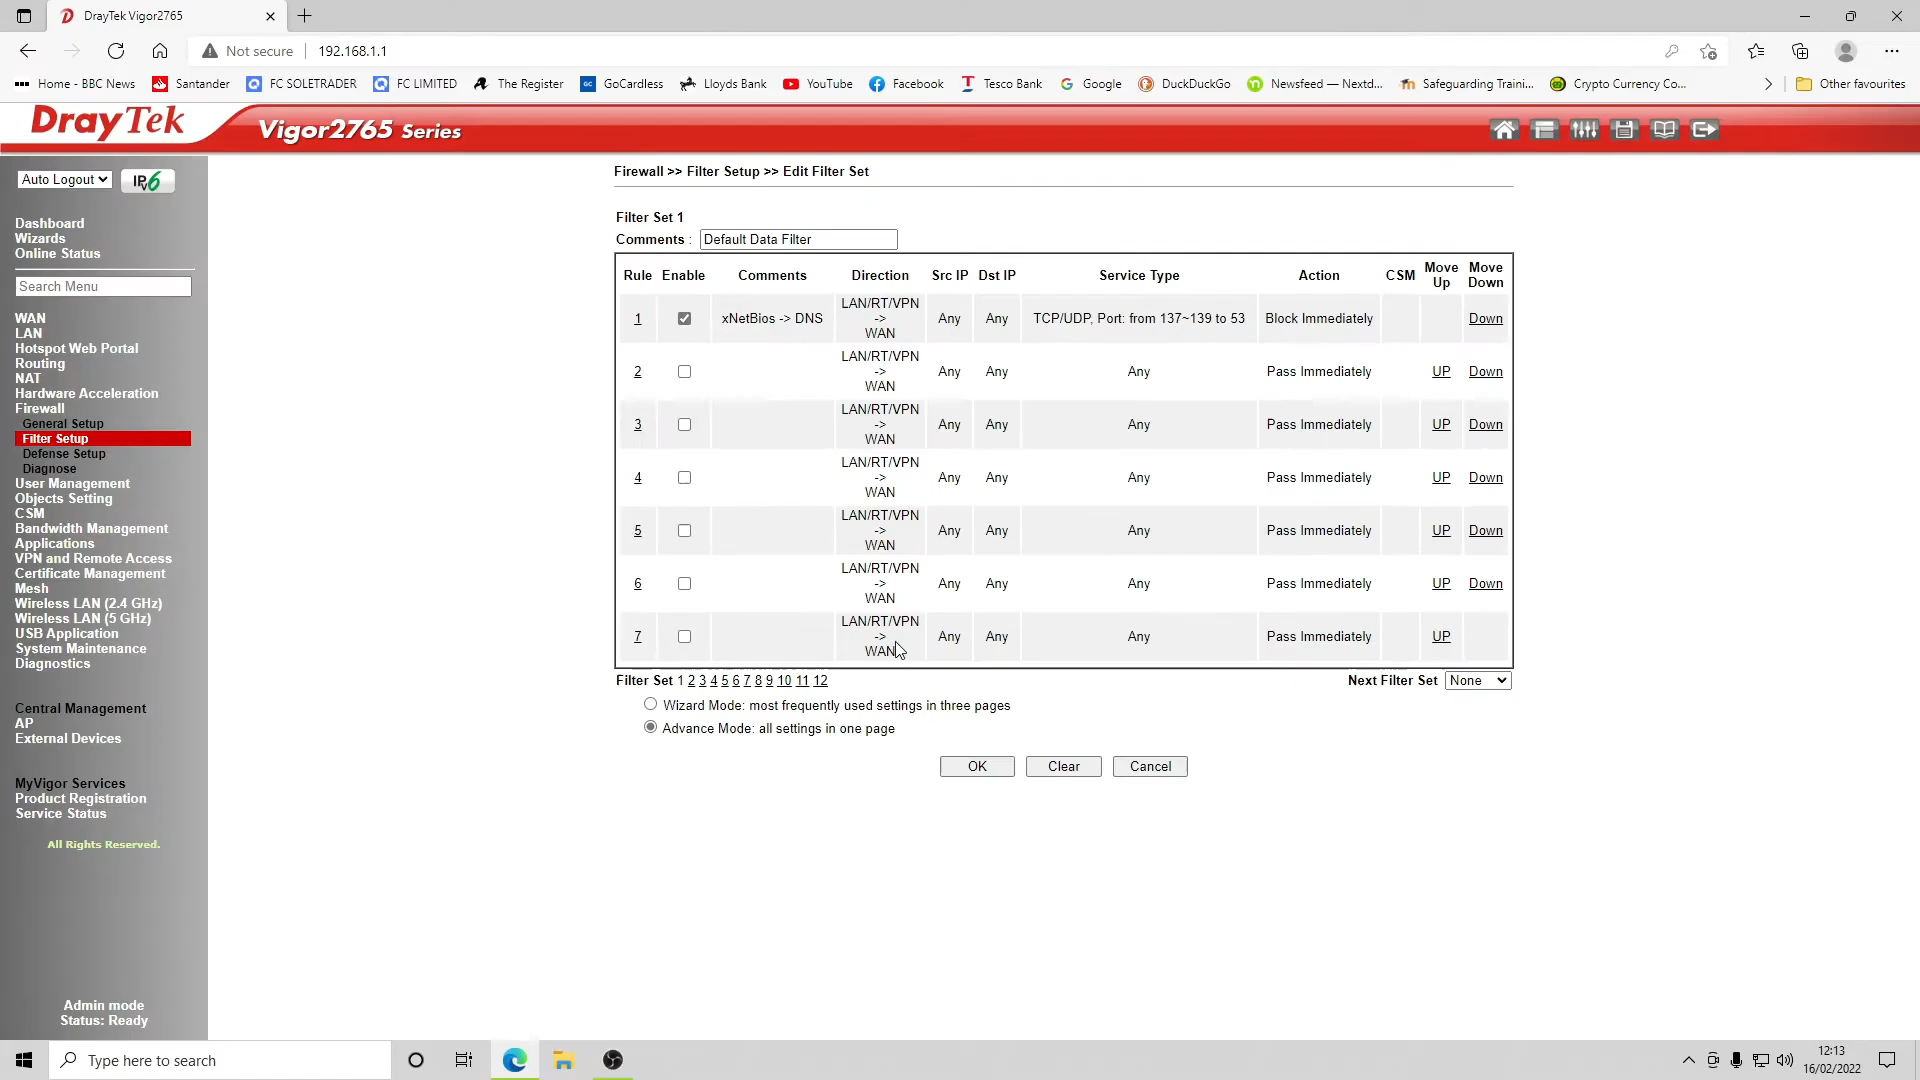 DrayTek Vigor2765
Not secure
192.168.1.1
Home - BBC News
Santander
FC SOLETRADER
FC LIMITED
The Register
GoCardless
Lloyds Bank
YouTube
Facebook
Tesco Bank
Google
DuckDuckGo
Newsfeed — Nextd...
Safeguarding Traini...
Crypto Currency Co...
Other favourites
DrayTek
Vigor2765 Series
Auto Logout
IPv6
Dashboard
Wizards
Online Status
Search Menu
WAN
LAN
Hotspot Web Portal
Routing
NAT
Hardware Acceleration
Firewall
General Setup
Filter Setup
Defense Setup
Diagnose
User Management
Objects Setting
CSM
Bandwidth Management
Applications
VPN and Remote Access
Certificate Management
Mesh
Wireless LAN (2.4 GHz)
Wireless LAN (5 GHz)
USB Application
System Maintenance
Diagnostics
Central Management
AP
External Devices
MyVigor Services
Product Registration
Service Status
All Rights Reserved.
Admin mode
Status: Ready
Firewall >> Filter Setup >> Edit Filter Set
Filter Set 1
Comments : Default Data Filter
Rule Enable Comments Direction Src IP Dst IP Service Type Action CSM Move Up Move Down
1 xNetBios -> DNS LAN/RT/VPN -> WAN Any Any TCP/UDP, Port: from 137~139 to 53 Block Immediately Down
2 LAN/RT/VPN -> WAN Any Any Any Pass Immediately UP Down
3 LAN/RT/VPN -> WAN Any Any Any Pass Immediately UP Down
4 LAN/RT/VPN -> WAN Any Any Any Pass Immediately UP Down
5 LAN/RT/VPN -> WAN Any Any Any Pass Immediately UP Down
6 LAN/RT/VPN -> WAN Any Any Any Pass Immediately UP Down
7 LAN/RT/VPN -> WAN Any Any Any Pass Immediately UP
Filter Set 1 2 3 4 5 6 7 8 9 10 11 12
Next Filter Set None
Wizard Mode: most frequently used settings in three pages
Advance Mode: all settings in one page
OK
Clear
Cancel
Type here to search
12:13
16/02/2022